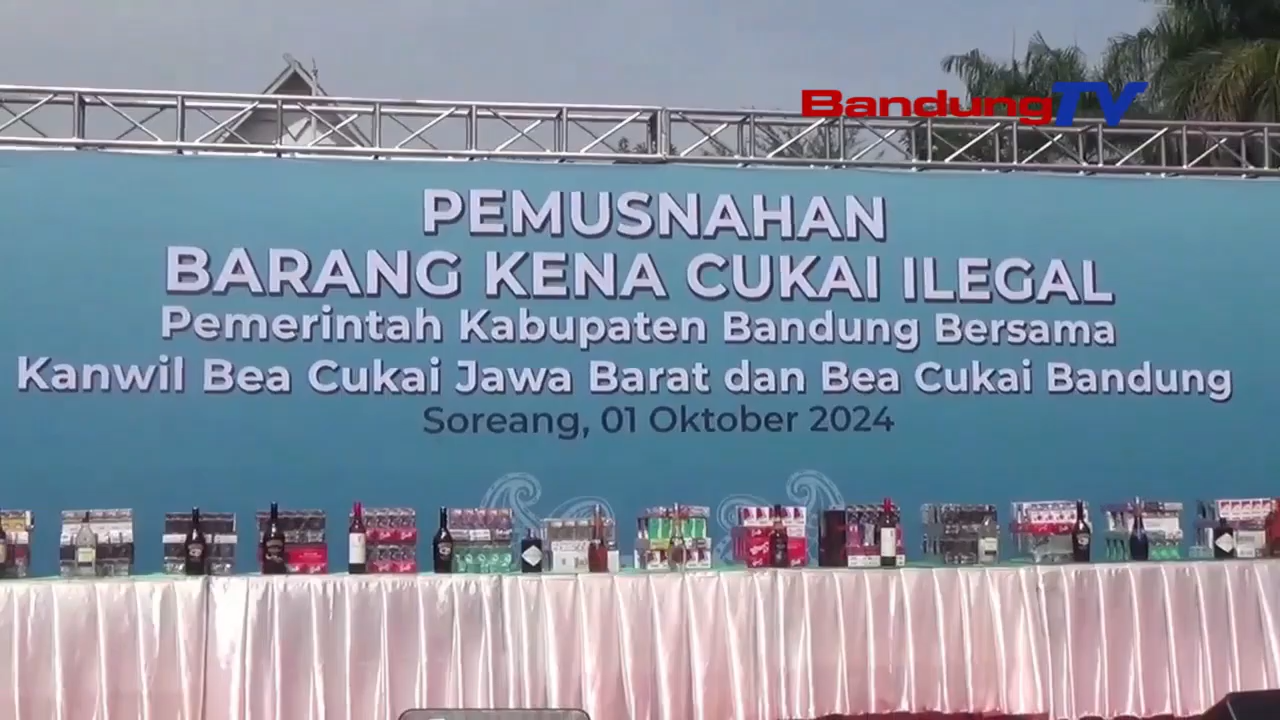 BandungTV
PEMUSNAHAN
BARANG KENA CUKAI ILEGAL
Pemerintah Kabupaten Bandung Bersama
Kanwil Bea Cukai Jawa Barat dan Bea Cukai Bandung
Soreang, 01 Oktober 2024